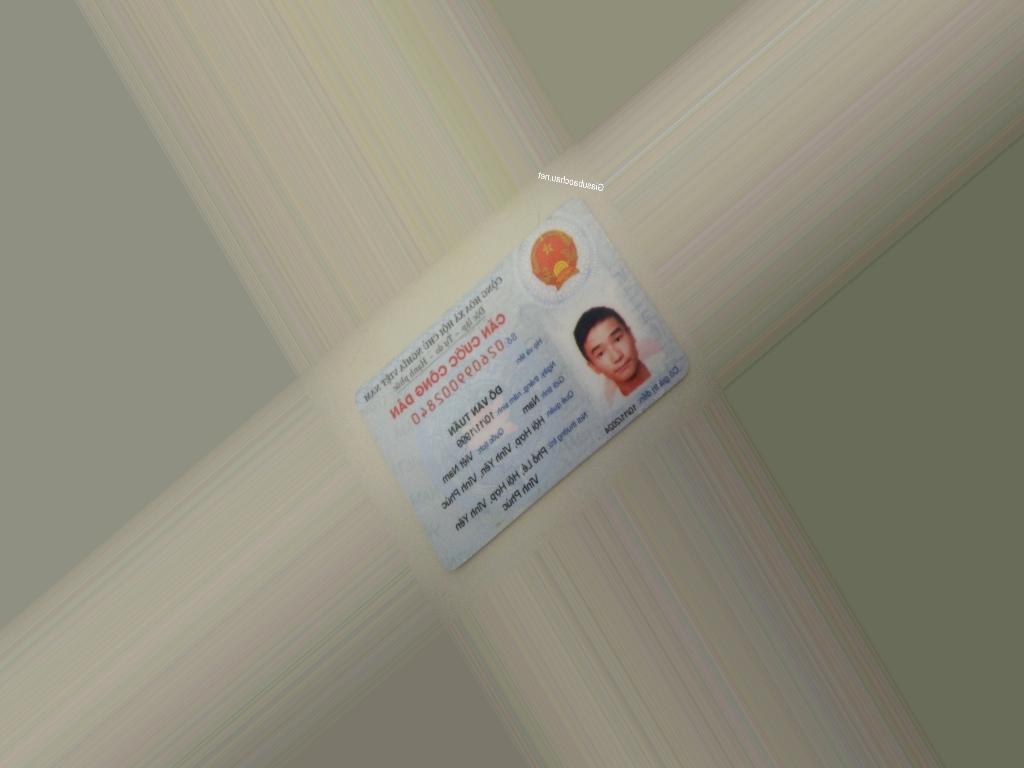 Giasubaochau.net
CỘNG HÒA XÃ HỘI CHỦ NGHĨA VIỆT NAM
Độc lập - Tự do - Hạnh phúc
CĂN CƯỚC CÔNG DÂN
Số: 026099002840
Họ và tên:
ĐỖ VĂN TUẤN
Ngày, tháng, năm sinh: 10/11/1999
Giới tính: Nam Quốc tịch: Việt Nam
Quê quán: Hội Hợp, Vĩnh Yên, Vĩnh Phúc
Nơi thường trú: Phố Lê, Hội Hợp, Vĩnh Yên
Vĩnh Phúc
Có giá trị đến: 10/11/2024